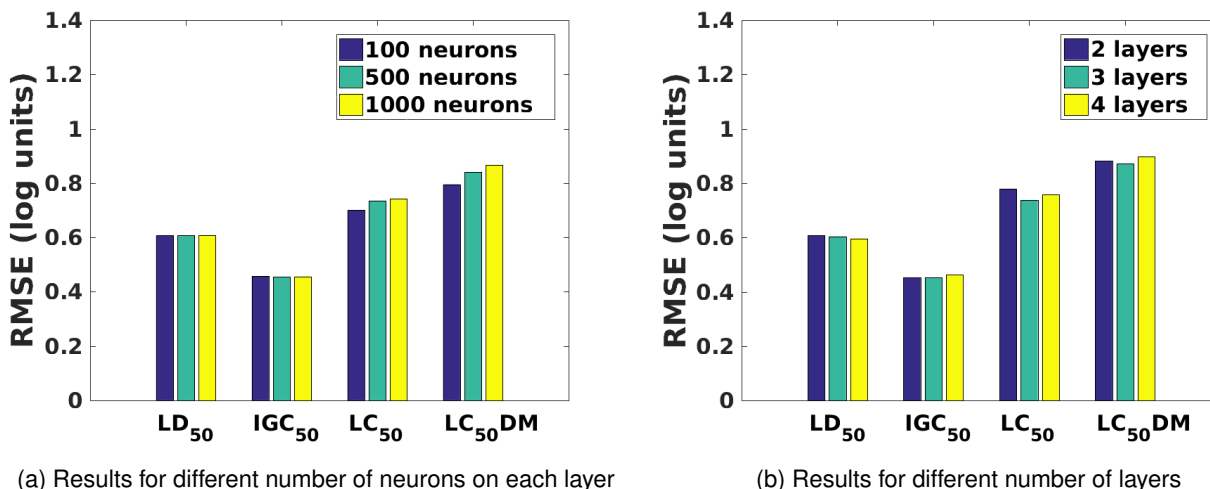 RMSE (log units)
1.4
1.2
1
0.8
0.6
0.4
0.2
0
100 neurons
500 neurons
1000 neurons
LD50 IGC50 LC50 LC50DM
(a) Results for different number of neurons on each layer
RMSE (log units)
1.4
1.2
1
0.8
0.6
0.4
0.2
0
2 layers
3 layers
4 layers
LD50 IGC50 LC50 LC50DM
(b) Results for different number of layers